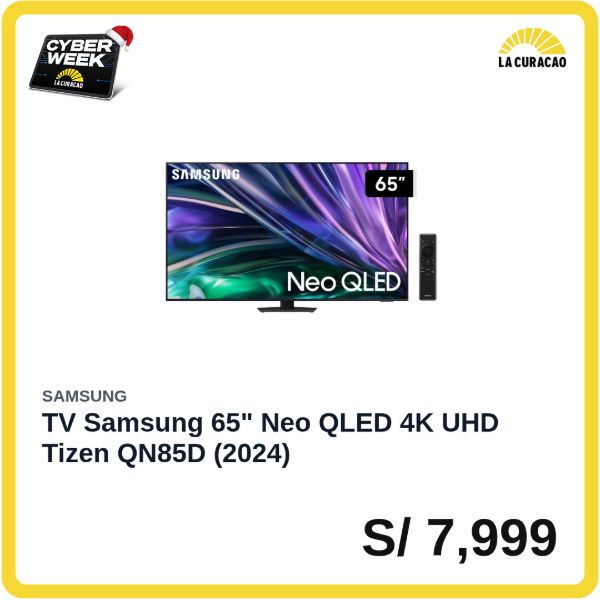 CYBER
WEEK
LA CURACAO
LA CURACAO
SAMSUNG
65"
Neo QLED
SAMSUNG
TV Samsung 65" Neo QLED 4K UHD
Tizen QN85D (2024)
S/ 7,999